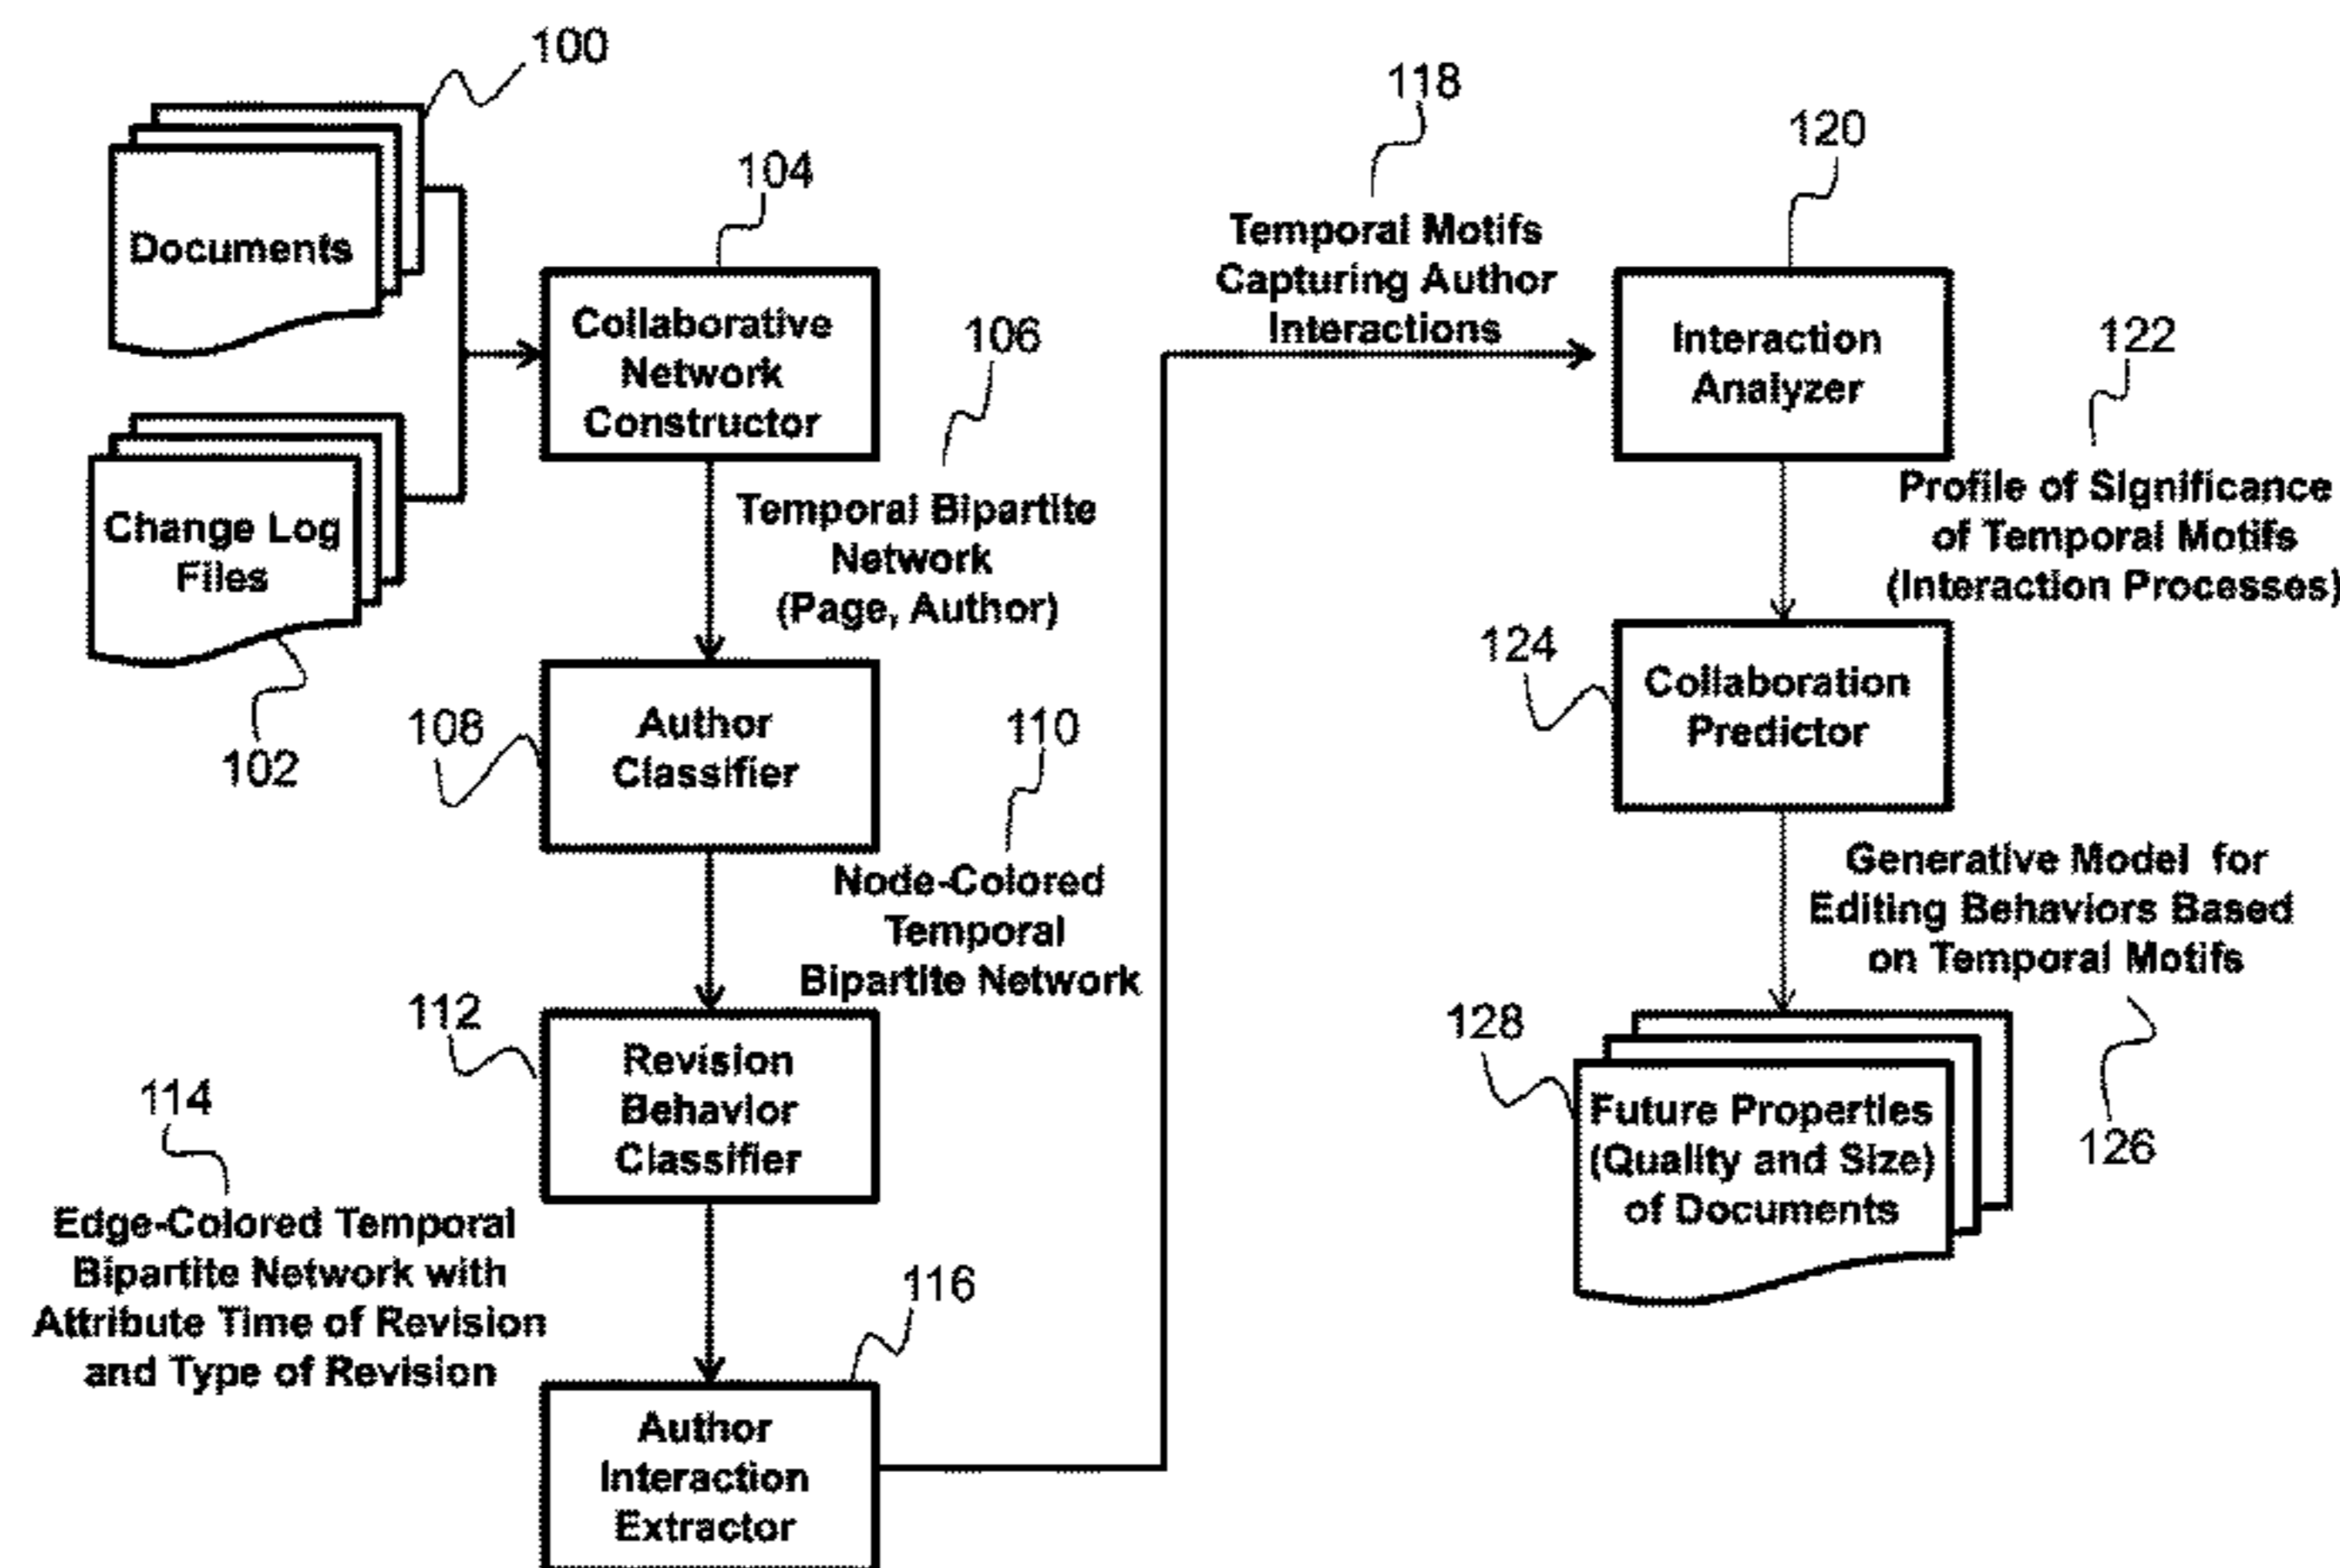 100
Documents
Change Log
Files
102
104
Collaborative
Network
Constructor
106
Temporal Bipartite
Network
(Page, Author)
108
Author
Classifier
110
Node-Colored
Temporal
Bipartite Network
112
Revision
Behavior
Classifier
114
Edge-Colored Temporal
Bipartite Network with
Attribute Time of Revision
and Type of Revision
116
Author
Interaction
Extractor
118
Temporal Motifs
Capturing Author
Interactions
120
Interaction
Analyzer
122
Profile of Significance
of Temporal Motifs
(Interaction Processes)
124
Collaboration
Predictor
Generative Model for
Editing Behaviors Based
on Temporal Motifs
126
128
Future Properties
(Quality and Size)
of Documents